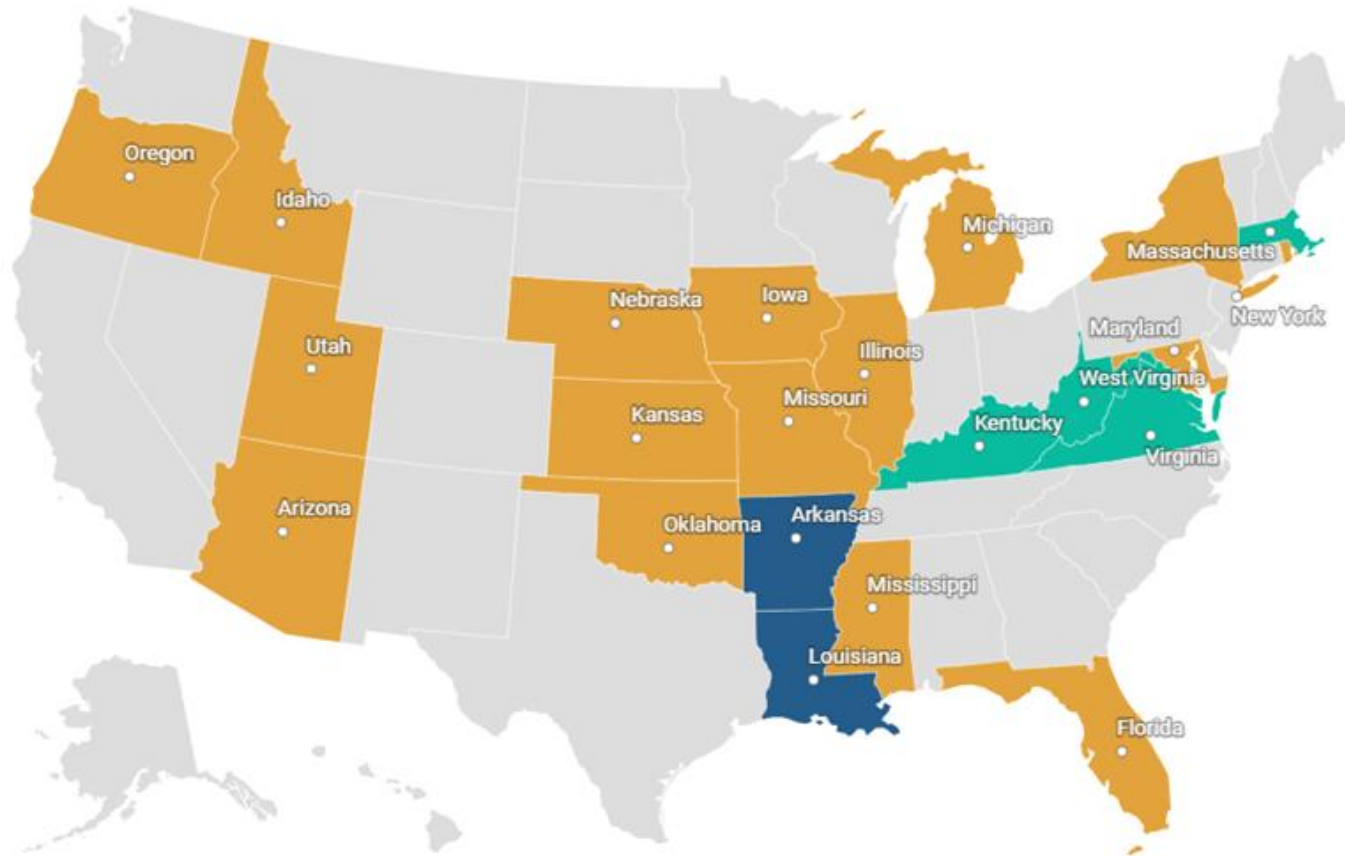 Oregon
Idaho
Michigan
Massachusetts
Nebraska
Iowa
New York
Maryland
Utah
Illinois
West Virginia
Missouri
Kansas
Kentucky
Virginia
Arizona
Oklahoma
Arkansas
Mississippi
Louisiana
Florida